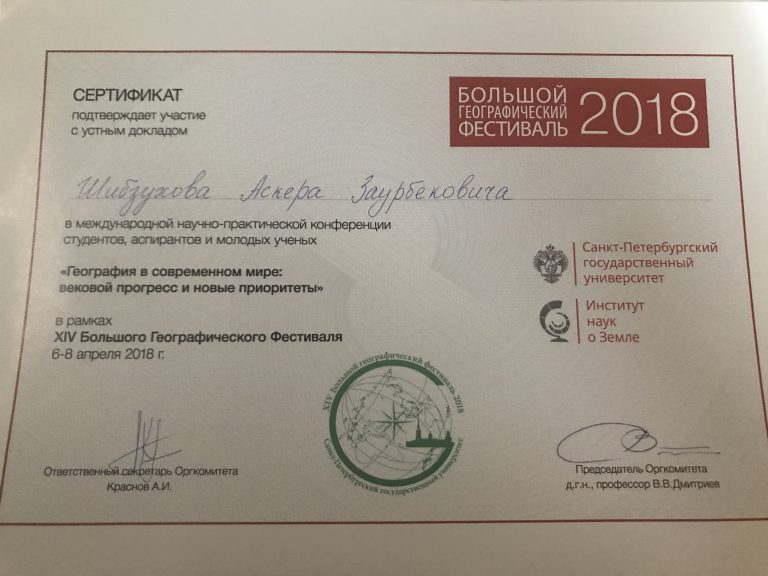 СЕРТИФИКАТ
подтверждает участие
с устным докладом
БОЛЬШОЙ
ГЕОГРАФИЧЕСКИЙ
ФЕСТИВАЛЬ
2018
Шибзухова Аскера Заурбековича
в международной научно-практической конференции
студентов, аспирантов и молодых ученых
«География в современном мире:
вековой прогресс и новые приоритеты»
в рамках
XIV Большого Географического Фестиваля
6-8 апреля 2018 г.
Санкт-Петербургский
государственный
университет
Институт
наук
о Земле
XIV Большой географический фестиваль 2018
Санкт-Петербургский государственный университет
Ответственный секретарь Оргкомитета
Краснов А.И.
Председатель Оргкомитета
д.г.н., профессор В.В.Дмитриев